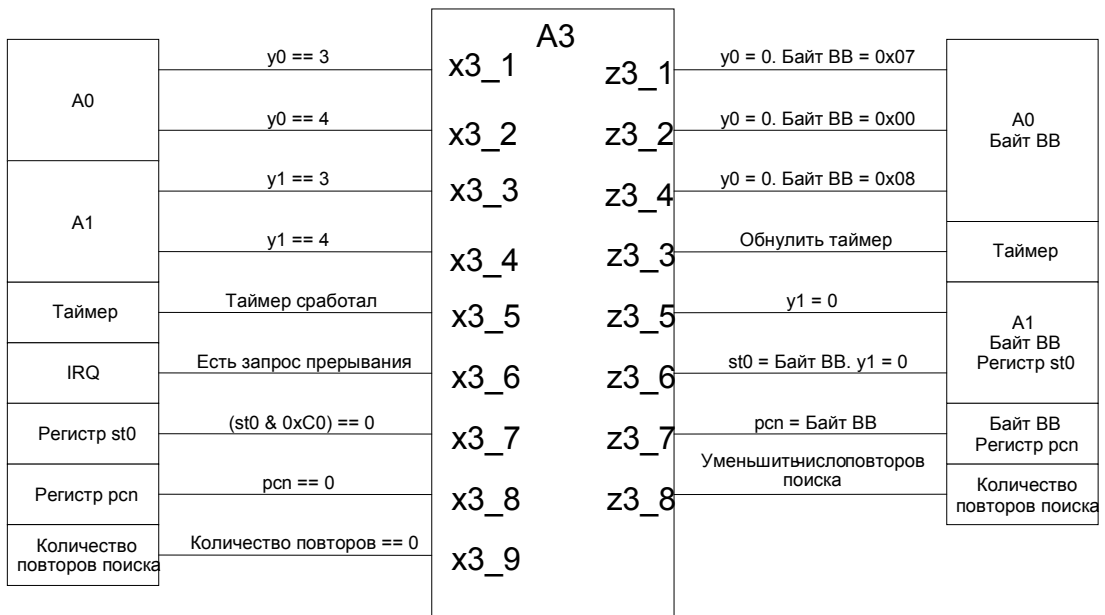 A3
A0
y0 == 3
x3_1
z3_1
y0 = 0. Байт ВВ = 0x07
A0
Байт ВВ
y0 == 4
x3_2
z3_2
y0 = 0. Байт ВВ = 0x00
A1
y1 == 3
x3_3
z3_4
y0 = 0. Байт ВВ = 0x08
y1 == 4
x3_4
z3_3
Обнулить таймер
Таймер
Таймер
Таймер сработал
x3_5
z3_5
y1 = 0
A1
Байт ВВ
Регистр st0
IRQ
Есть запрос прерывания
x3_6
z3_6
st0 = Байт ВВ. y1 = 0
Регистр st0
(st0 & 0xC0) == 0
x3_7
z3_7
pcn = Байт ВВ
Байт ВВ
Регистр pcn
Регистр pcn
pcn == 0
x3_8
z3_8
Уменьшитьчислоповторов
поиска
Количество
повторов поиска
Количество
повторов поиска
Количество повторов == 0
x3_9